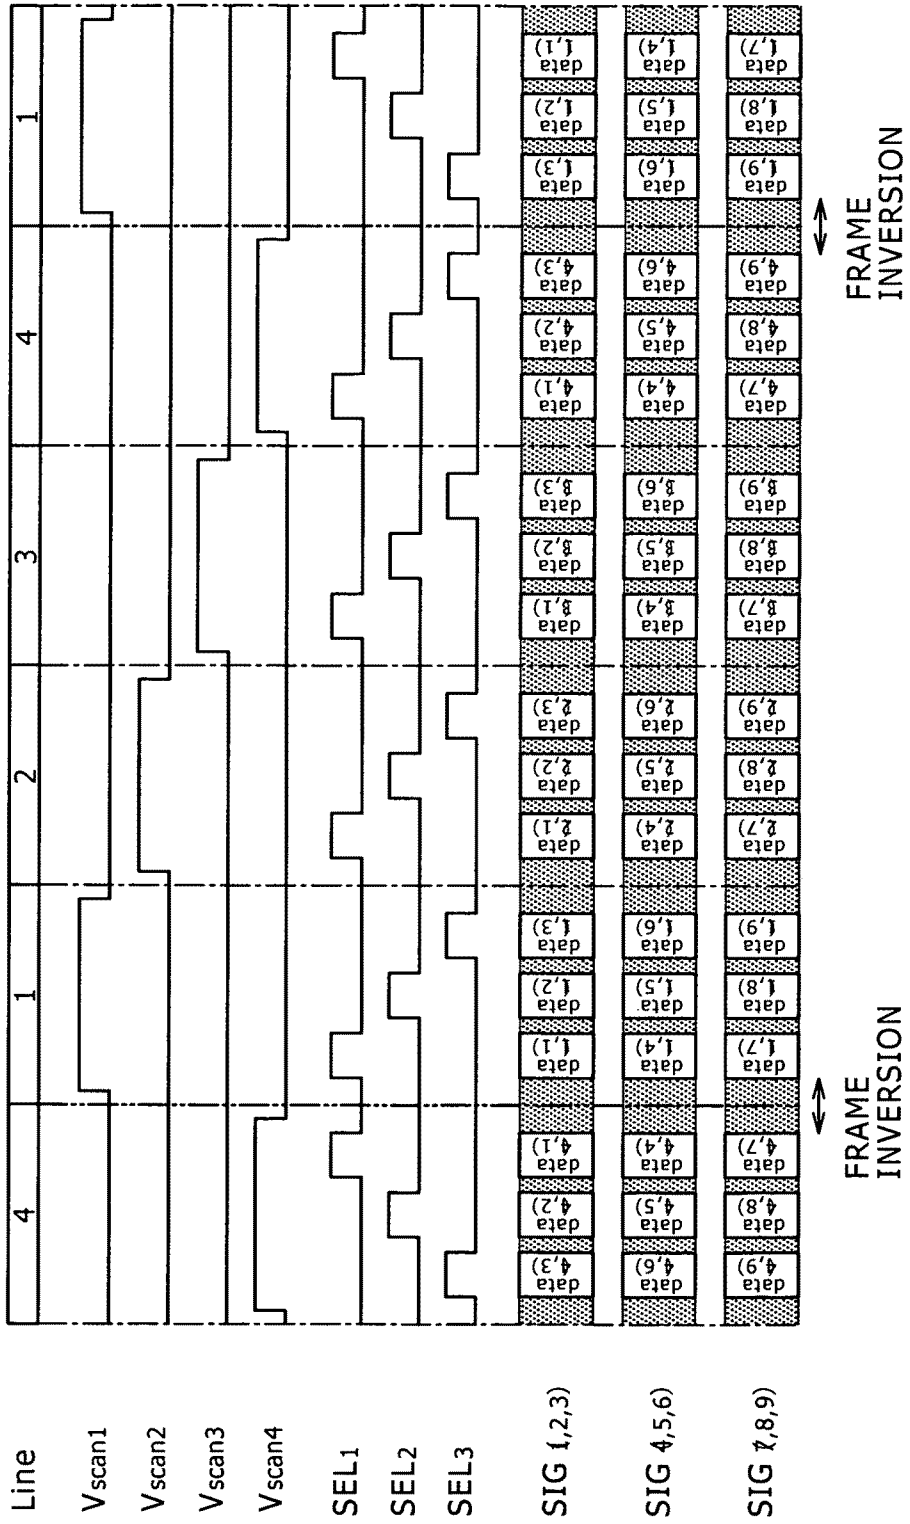 Line 4 1 2 3 4 1
Vscan1
Vscan2
Vscan3
Vscan4
SEL1
SEL2
SEL3
SIG (1,2,3) data (4,3) data (4,2) data (4,1) data (1,1) data (1,2) data (1,3) data (2,1) data (2,2) data (2,3) data (3,1) data (3,2) data (3,3) data (4,1) data (4,2) data (4,3) data (1,3) data (1,2) data (1,1)
SIG (4,5,6) data (4,6) data (4,5) data (4,4) data (1,4) data (1,5) data (1,6) data (2,4) data (2,5) data (2,6) data (3,4) data (3,5) data (3,6) data (4,4) data (4,5) data (4,6) data (1,6) data (1,5) data (1,4)
SIG (7,8,9) data (4,9) data (4,8) data (4,7) data (1,7) data (1,8) data (1,9) data (2,7) data (2,8) data (2,9) data (3,7) data (3,8) data (3,9) data (4,7) data (4,8) data (4,9) data (1,9) data (1,8) data (1,7)
FRAME
INVERSION
FRAME
INVERSION